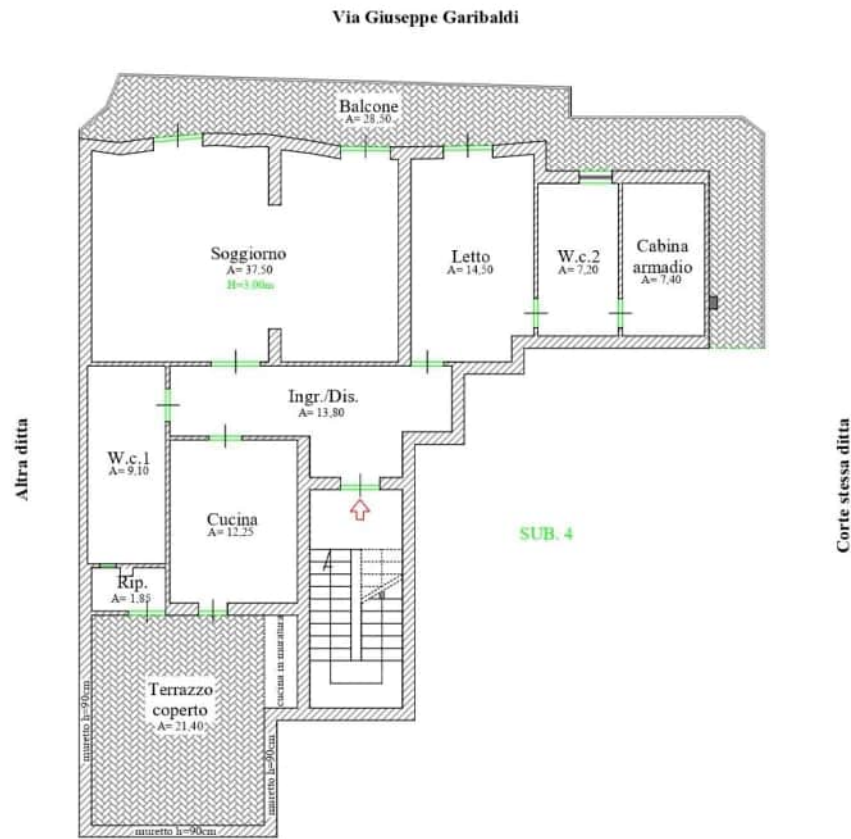 Via Giuseppe Garibaldi
Balcone
A= 28,50
Soggiorno
A= 37,50
H=3.00m
Letto
A= 14,50
W.c.2
A= 7,20
Cabina
armadio
A= 7,40
Ingr./Dis.
A= 13,80
W.c.1
A= 9,10
Altra ditta
Corte stessa ditta
Cucina
A= 12,25
SUB. 4
Rip.
A= 1,85
cucina in muratura
Terrazzo
coperto
A= 21,40
muretto h=90cm
muretto h=90cm
muretto h=90cm